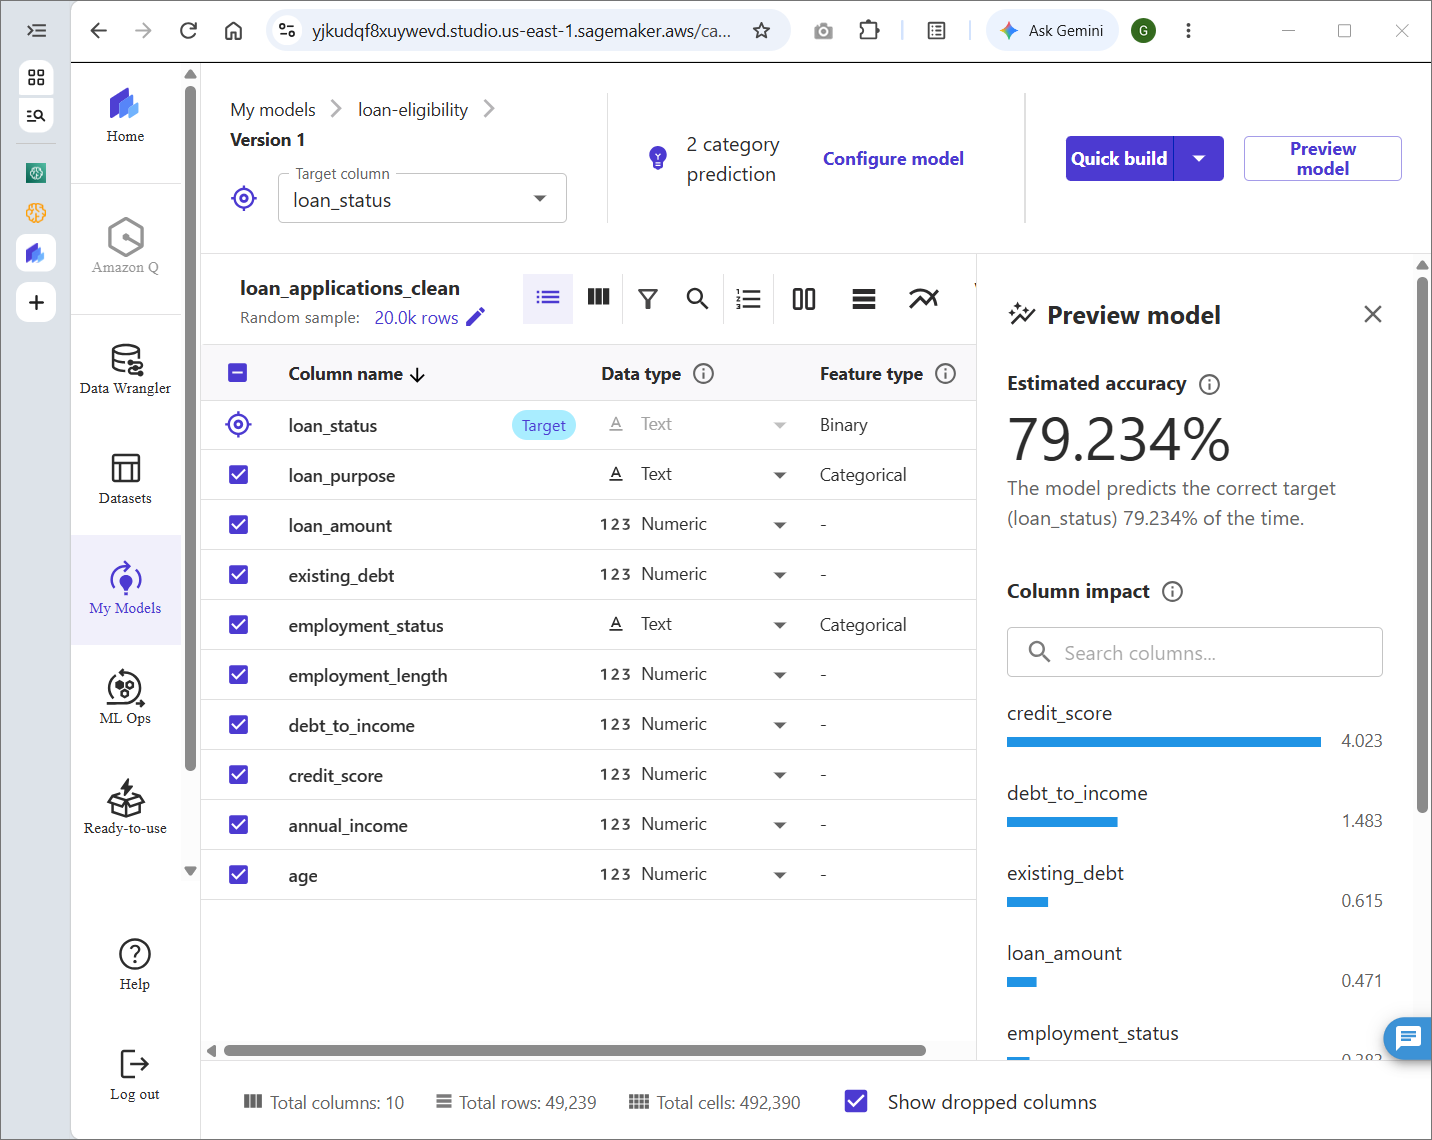 yjkudqf8xuywevd.studio.us-east-1.sagemaker.aws/ca...
Ask Gemini
G
Home
Amazon Q
Data Wrangler
Datasets
My Models
ML Ops
Ready-to-use
Help
Log out
My models
loan-eligibility
Version 1
Target column
loan_status
2 category
prediction
Configure model
Quick build
Preview
model
loan_applications_clean
Random sample: 20.0k rows
Column name
Data type
Feature type
loan_status Target Text Binary
loan_purpose Text Categorical
loan_amount 123 Numeric -
existing_debt 123 Numeric -
employment_status Text Categorical
employment_length 123 Numeric -
debt_to_income 123 Numeric -
credit_score 123 Numeric -
annual_income 123 Numeric -
age 123 Numeric -
Preview model
Estimated accuracy
79.234%
The model predicts the correct target
(loan_status) 79.234% of the time.
Column impact
Search columns...
credit_score
4.023
debt_to_income
1.483
existing_debt
0.615
loan_amount
0.471
employment_status
Total columns: 10
Total rows: 49,239
Total cells: 492,390
Show dropped columns